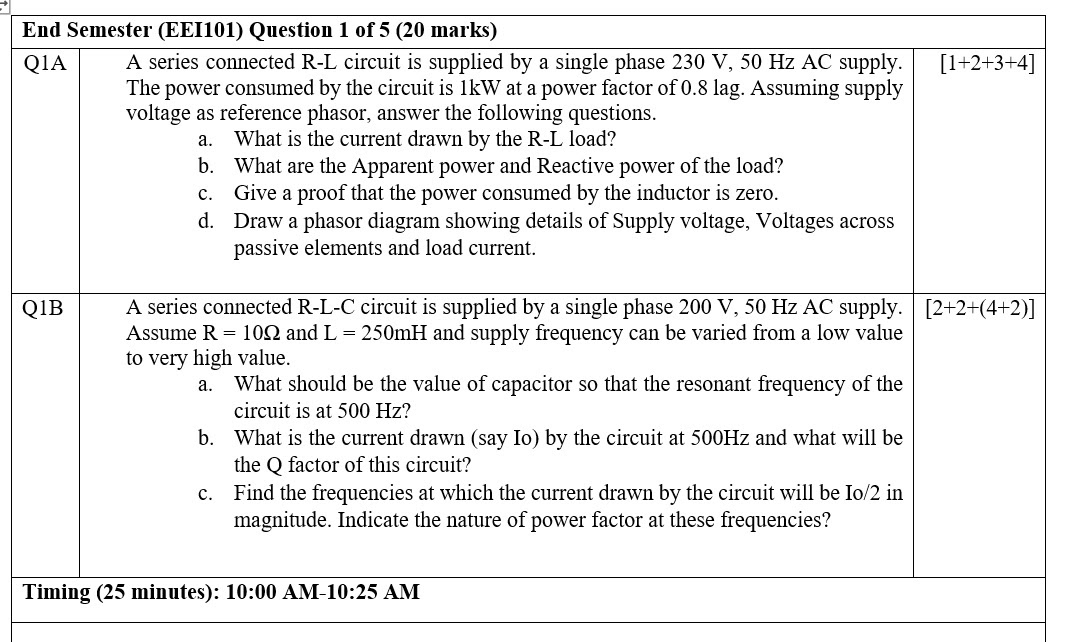 End Semester (EEI101) Question 1 of 5 (20 marks)
Q1A A series connected R-L circuit is supplied by a single phase 230 V, 50 Hz AC supply. [1+2+3+4]
The power consumed by the circuit is 1kW at a power factor of 0.8 lag. Assuming supply
voltage as reference phasor, answer the following questions.
a. What is the current drawn by the R-L load?
b. What are the Apparent power and Reactive power of the load?
c. Give a proof that the power consumed by the inductor is zero.
d. Draw a phasor diagram showing details of Supply voltage, Voltages across
passive elements and load current.
Q1B A series connected R-L-C circuit is supplied by a single phase 200 V, 50 Hz AC supply. [2+2+(4+2)]
Assume R = 10Ω and L = 250mH and supply frequency can be varied from a low value
to very high value.
a. What should be the value of capacitor so that the resonant frequency of the
circuit is at 500 Hz?
b. What is the current drawn (say Io) by the circuit at 500Hz and what will be
the Q factor of this circuit?
c. Find the frequencies at which the current drawn by the circuit will be Io/2 in
magnitude. Indicate the nature of power factor at these frequencies?
Timing (25 minutes): 10:00 AM-10:25 AM